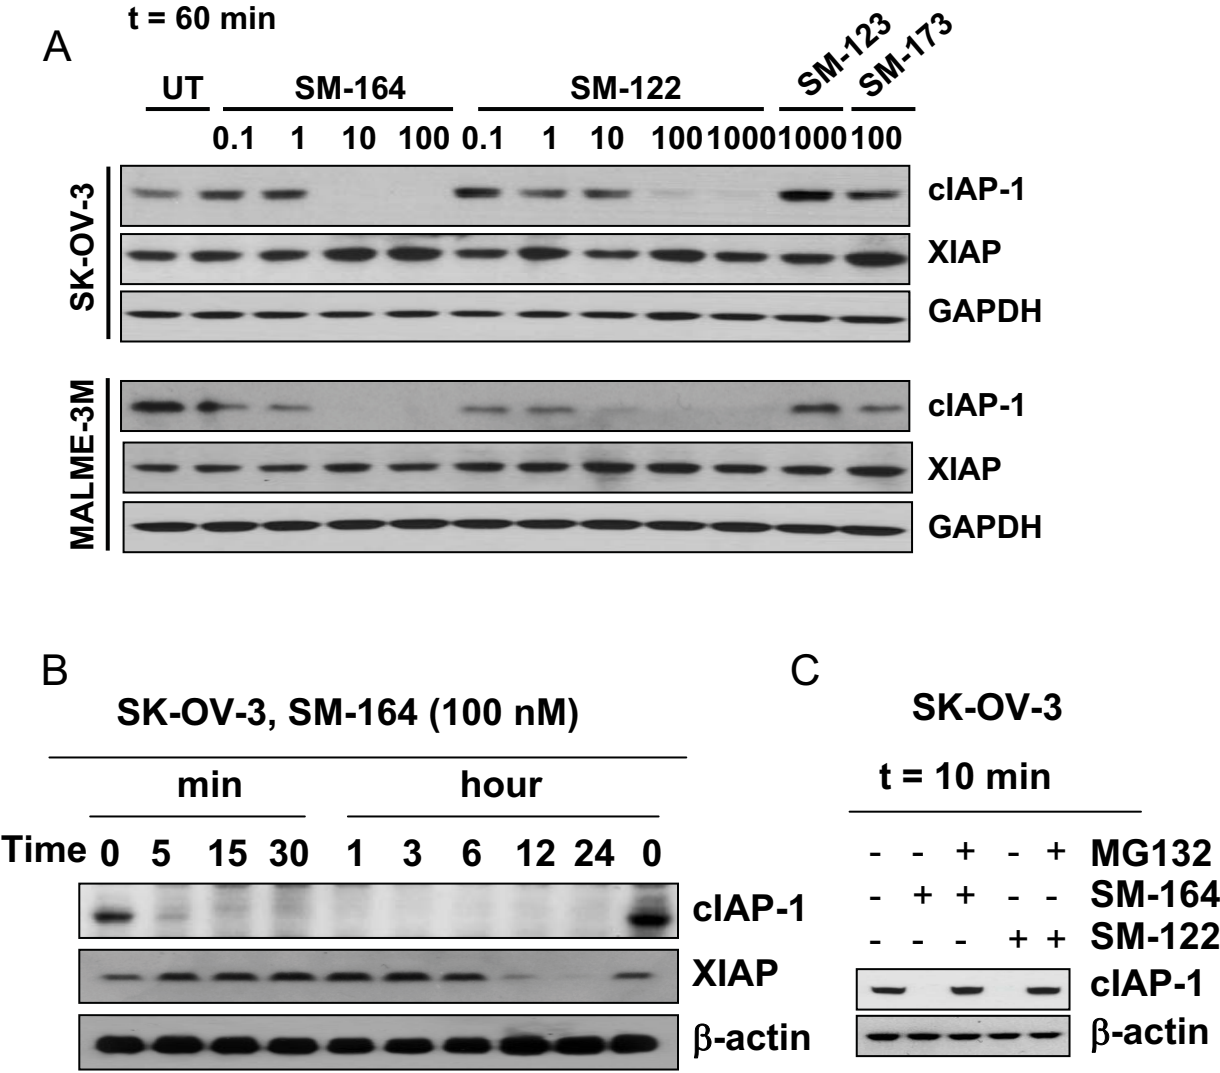 A
t = 60 min
SM-123
SM-173
UT SM-164 SM-122
0.1 1 10 100 0.1 1 10 100 1000 1000 100
SK-OV-3
cIAP-1
XIAP
GAPDH
MALME-3M
cIAP-1
XIAP
GAPDH
B
SK-OV-3, SM-164 (100 nM)
min hour
Time 0 5 15 30 1 3 6 12 24 0
cIAP-1
XIAP
β-actin
C
SK-OV-3
t = 10 min
- - + - + MG132
- + + - - SM-164
- - - + + SM-122
cIAP-1
β-actin